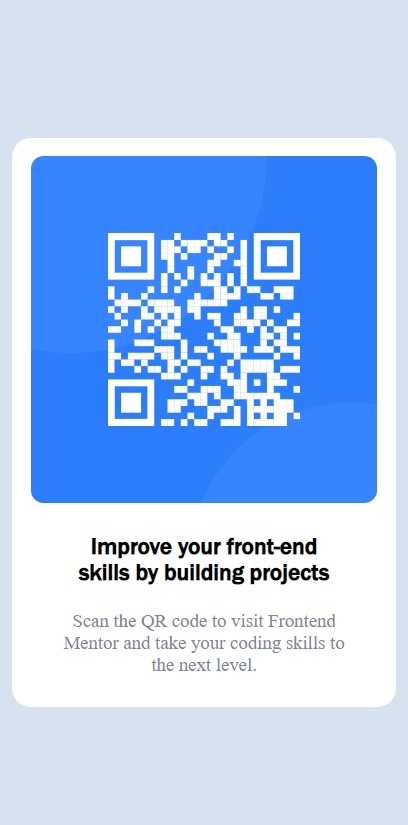 Improve your front-end
skills by building projects
Scan the QR code to visit Frontend
Mentor and take your coding skills to
the next level.